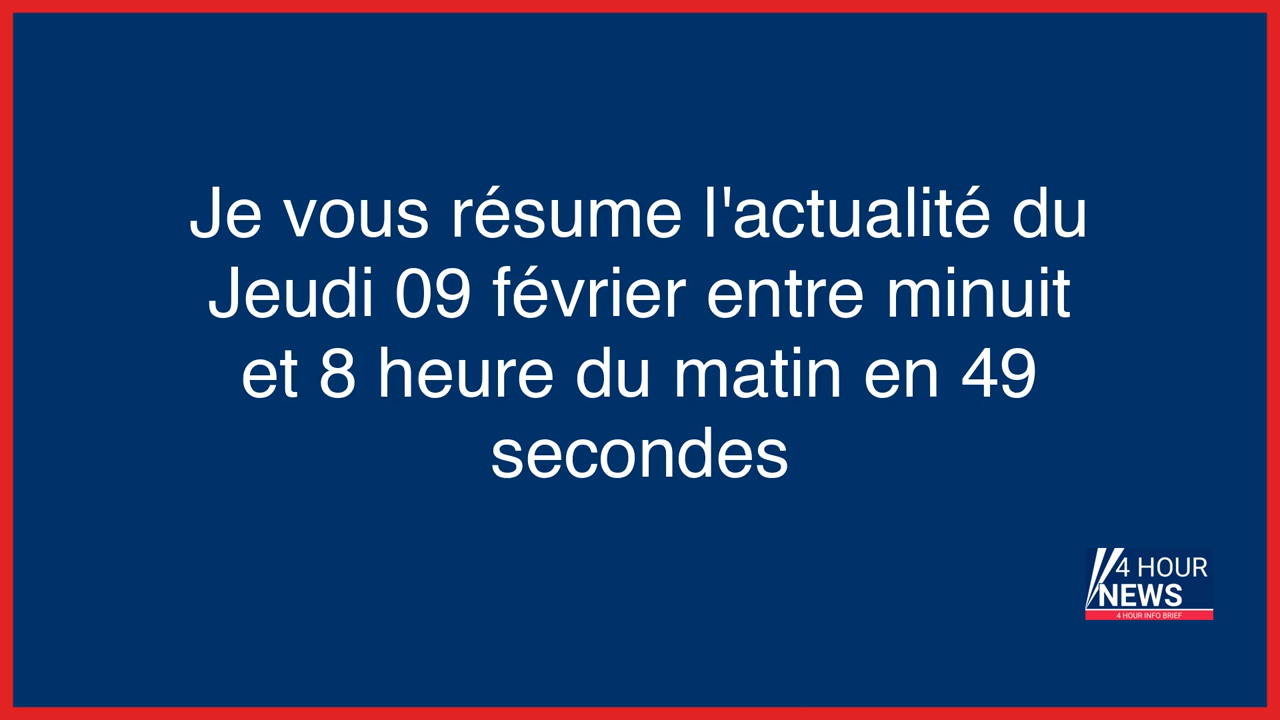 Je vous résume l'actualité du
Jeudi 09 février entre minuit
et 8 heure du matin en 49
secondes
4 HOUR
NEWS
4 HOUR INFO BRIEF